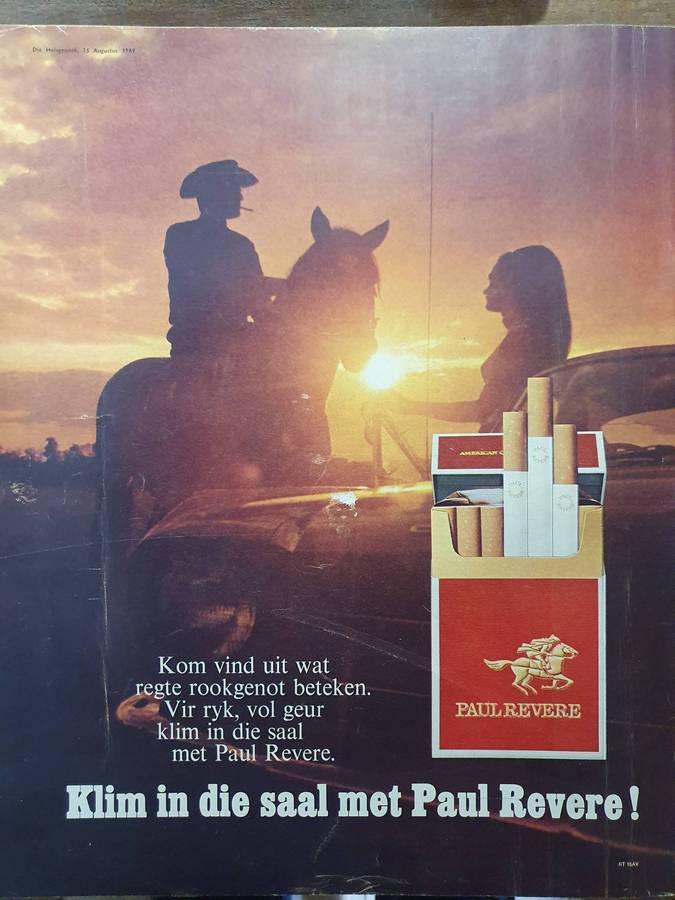 Die Huisgenoot, 15 Augustus 1969
AMERICAN
PAUL REVERE
Kom vind uit wat
regte rookgenot beteken.
Vir ryk, vol geur
klim in die saal
met Paul Revere.
Klim in die saal met Paul Revere!